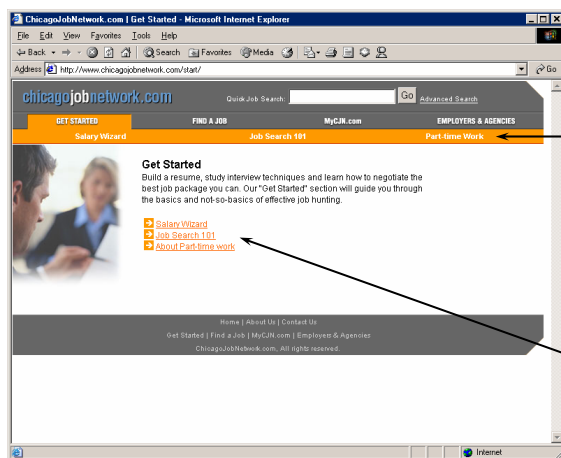 ChicagoJobNetwork.com | Get Started - Microsoft Internet Explorer
File Edit View Favorites Tools Help
Back Search Favorites Media
Address http://www.chicagojobnetwork.com/start/ Go
chicagojobnetwork.com Quick Job Search: Go Advanced Search
GET STARTED FIND A JOB MyCJN.com EMPLOYERS & AGENCIES
Salary Wizard Job Search 101 Part-time Work
Get Started
Build a resume, study interview techniques and learn how to negotiate the
best job package you can. Our "Get Started" section will guide you through
the basics and not-so-basics of effective job hunting.
Salary Wizard
Job Search 101
About Part-time work
Home | About Us | Contact Us
Get Started | Find a Job | MyCJN.com | Employers & Agencies
ChicagoJobNetwork.com, All rights reserved.
Internet